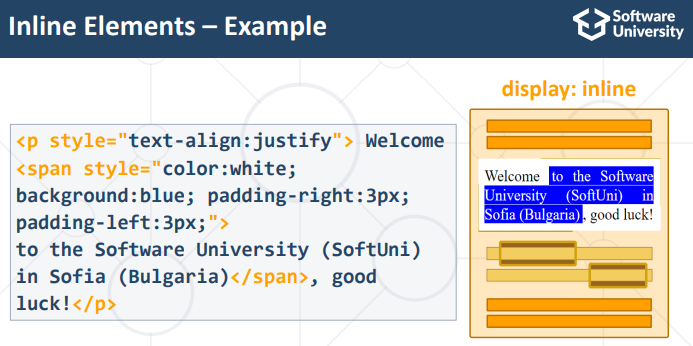 Inline Elements – Example
Software
University
display: inline
<p style="text-align:justify"> Welcome
<span style="color:white;
background:blue; padding-right:3px;
padding-left:3px;">
to the Software University (SoftUni)
in Sofia (Bulgaria)</span>, good
luck!</p>
Welcome to the Software
University (SoftUni) in
Sofia (Bulgaria), good luck!